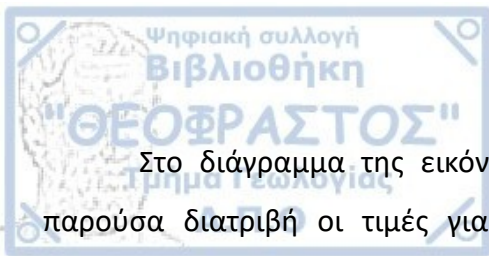 Ψηφιακή συλλογή
Βιβλιοθήκη
"ΘΕΟΦΡΑΣΤΟΣ"
Στο διάγραμμα της εικόν
Τμήμα Γεωλογίας
παρούσα διατριβή οι τιμές για
Α.Π.Θ